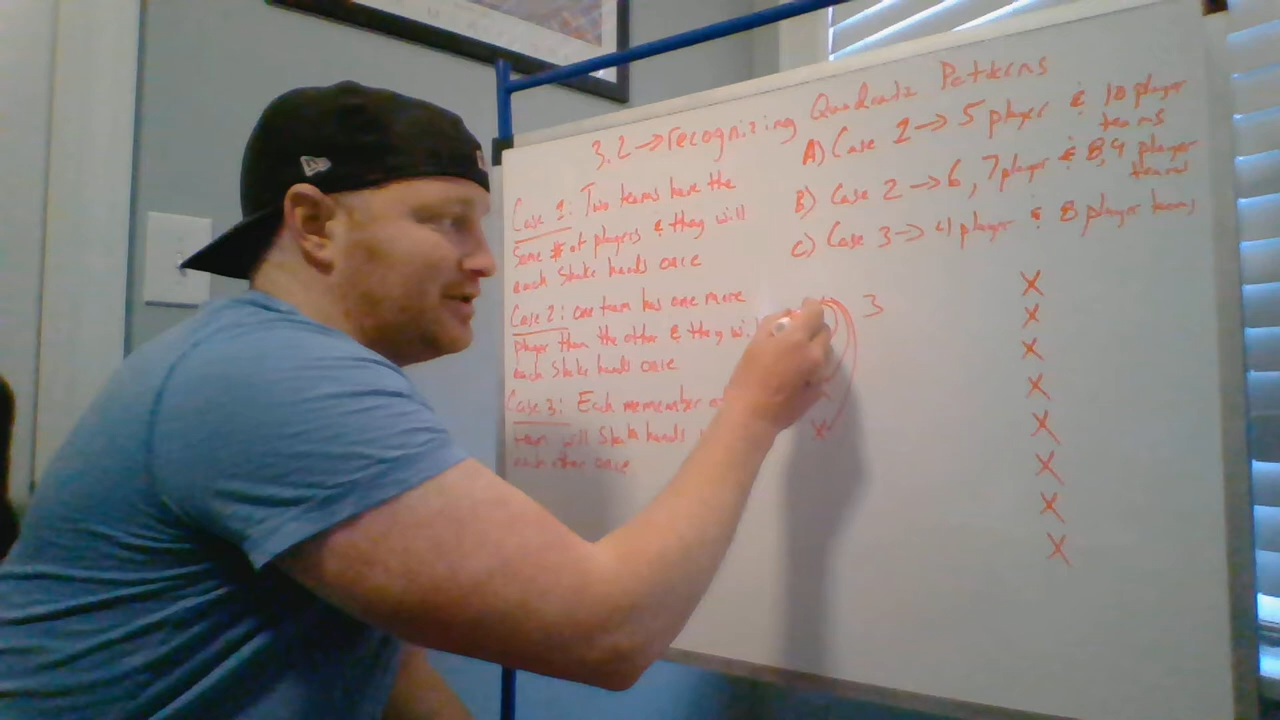 3.2 → recognizing Quadratic Patterns
Case 1: Two teams have the
same # of players & they will
each shake hands once
Case 2: one team has one more
player than the other & they will
each shake hands once
Case 3: Each memember of
team will shake hands
each other once
A) Case 1 → 5 player & 10 player
teams
B) Case 2 → 6, 7 player & 8, 9 player
teams
C) Case 3 → 4 player & 8 player teams
3
X
X
X
X
X
X
X
X
X